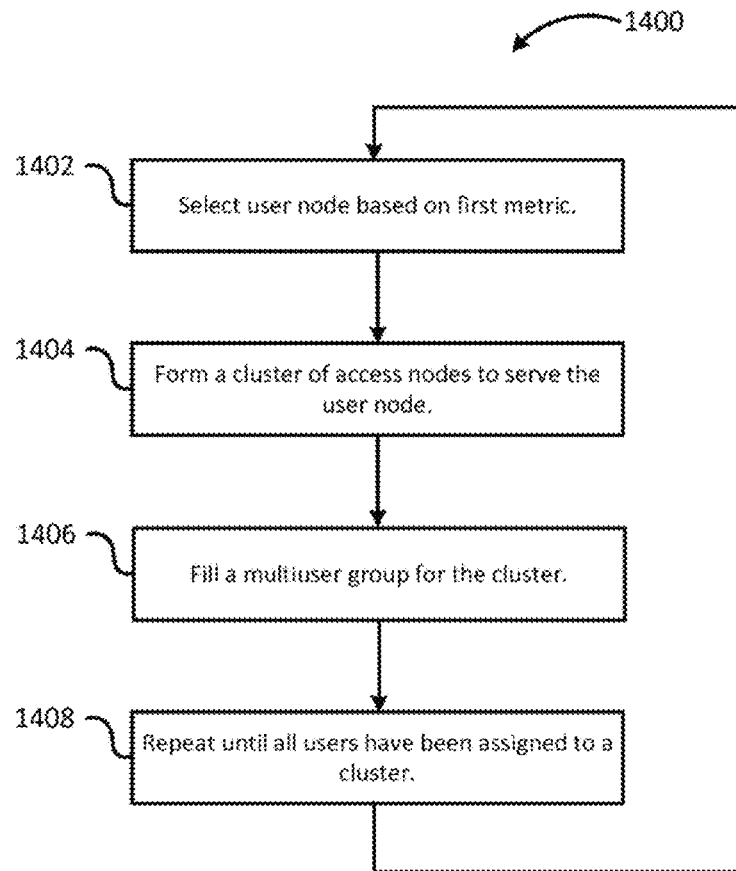 1400
1402
Select user node based on first metric.
1404
Form a cluster of access nodes to serve the
user node.
1406
Fill a multiuser group for the cluster.
1408
Repeat until all users have been assigned to a
cluster.